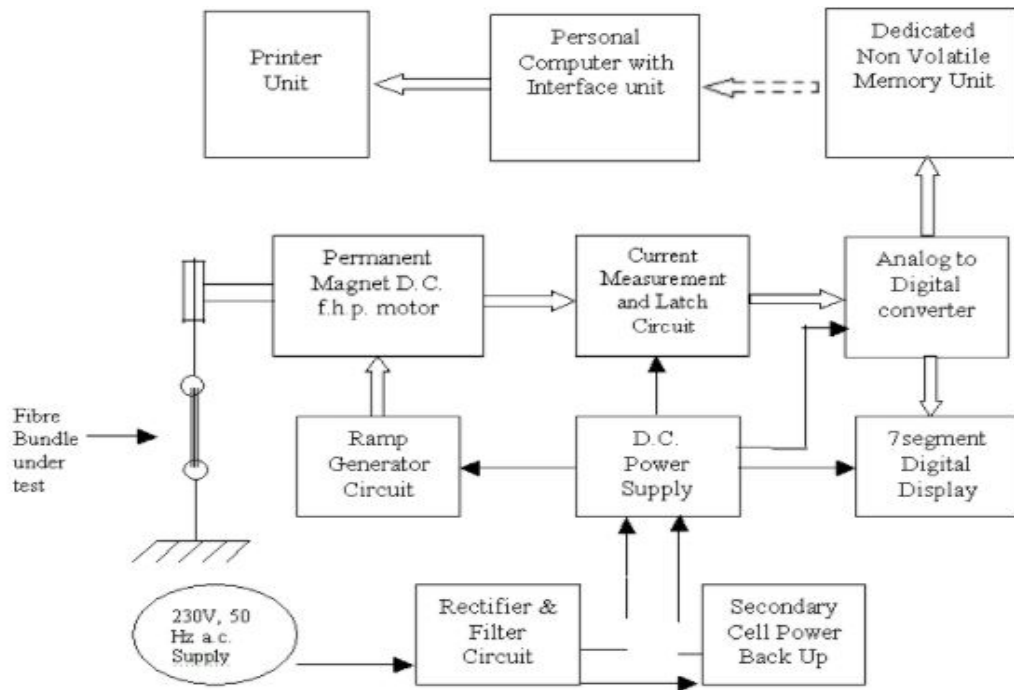 Printer
Unit
Personal
Computer with
Interface unit
Dedicated
Non Volatile
Memory Unit
Permanent
Magnet D.C.
f.h.p. motor
Current
Measurement
and Latch
Circuit
Analog to
Digital
converter
Fibre
Bundle
under
test
Ramp
Generator
Circuit
D.C.
Power
Supply
7segment
Digital
Display
230V, 50
Hz a.c.
Supply
Rectifier &
Filter
Circuit
Secondary
Cell Power
Back Up